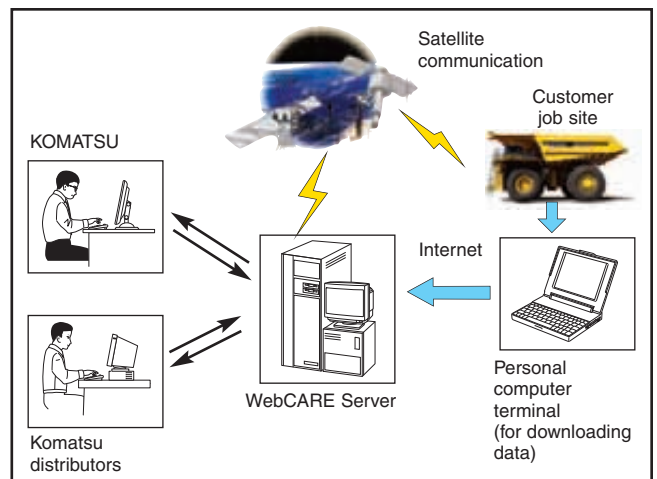 Satellite
communication
Customer
job site
KOMATSU
Internet
WebCARE Server
Personal
computer
terminal
(for downloading
data)
Komatsu
distributors